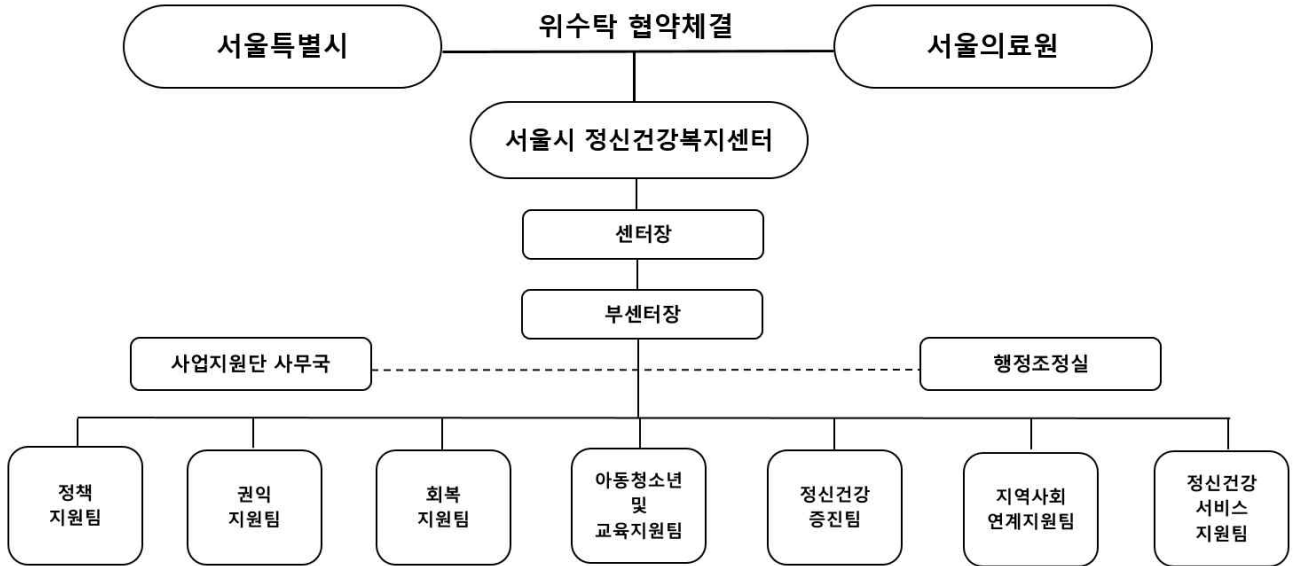 위수탁 협약체결
서울특별시
서울의료원
서울시 정신건강복지센터
센터장
부센터장
사업지원단 사무국
행정조정실
정책
지원팀
권익
지원팀
회복
지원팀
아동청소년
및
교육지원팀
정신건강
증진팀
지역사회
연계지원팀
정신건강
서비스
지원팀